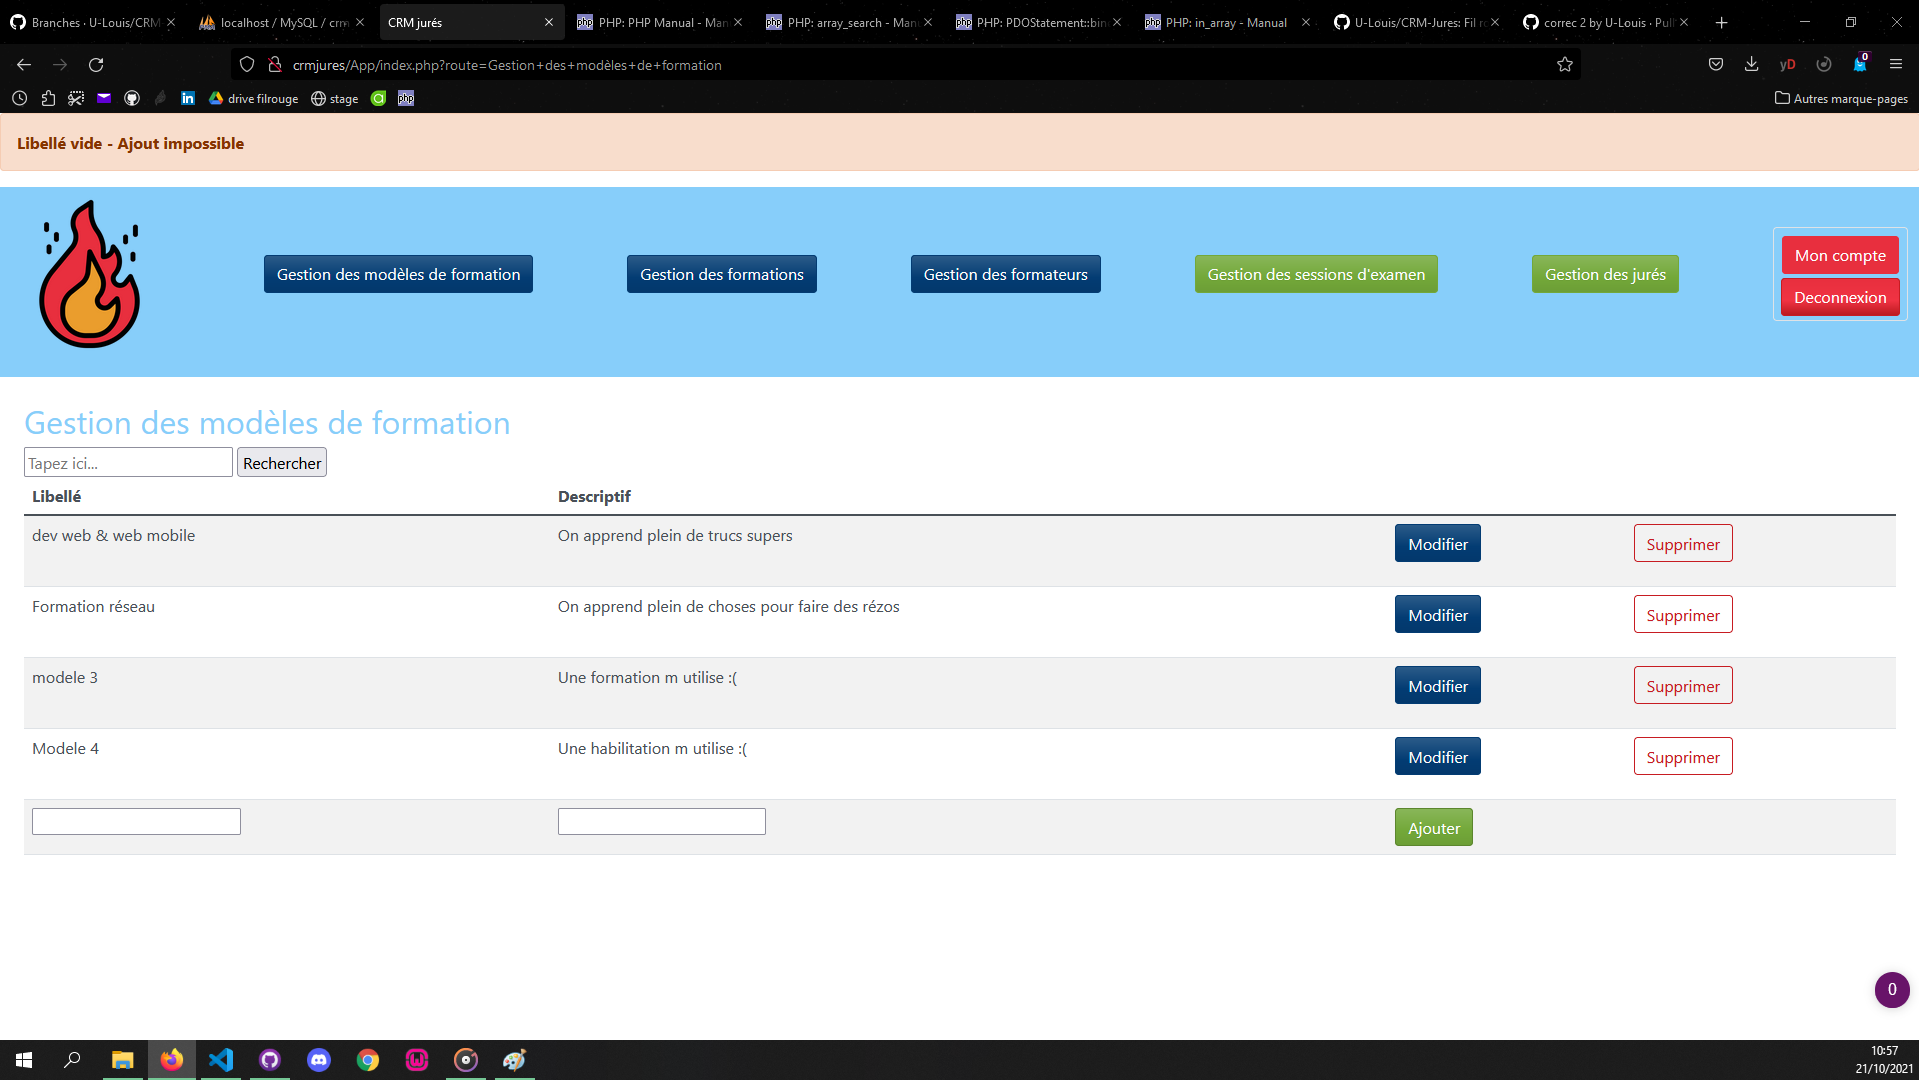 Branches · U-Louis/CRM
localhost / MySQL / crm
CRM jurés
PHP: PHP Manual - Man
PHP: array_search - Manu
PHP: PDOStatement::bin
PHP: in_array - Manual
U-Louis/CRM-Jures: Fil ro
correc 2 by U-Louis · Pull
crmjures/App/index.php?route=Gestion+des+modèles+de+formation
yD
0
drive filrouge
stage
php
Autres marque-pages
Libellé vide - Ajout impossible
Gestion des modèles de formation
Gestion des formations
Gestion des formateurs
Gestion des sessions d'examen
Gestion des jurés
Mon compte
Deconnexion
Gestion des modèles de formation
Tapez ici...
Rechercher
Libellé
Descriptif
dev web & web mobile
On apprend plein de trucs supers
Modifier
Supprimer
Formation réseau
On apprend plein de choses pour faire des rézos
Modifier
Supprimer
modele 3
Une formation m utilise :(
Modifier
Supprimer
Modele 4
Une habilitation m utilise :(
Modifier
Supprimer
Ajouter
0
10:57
21/10/2021